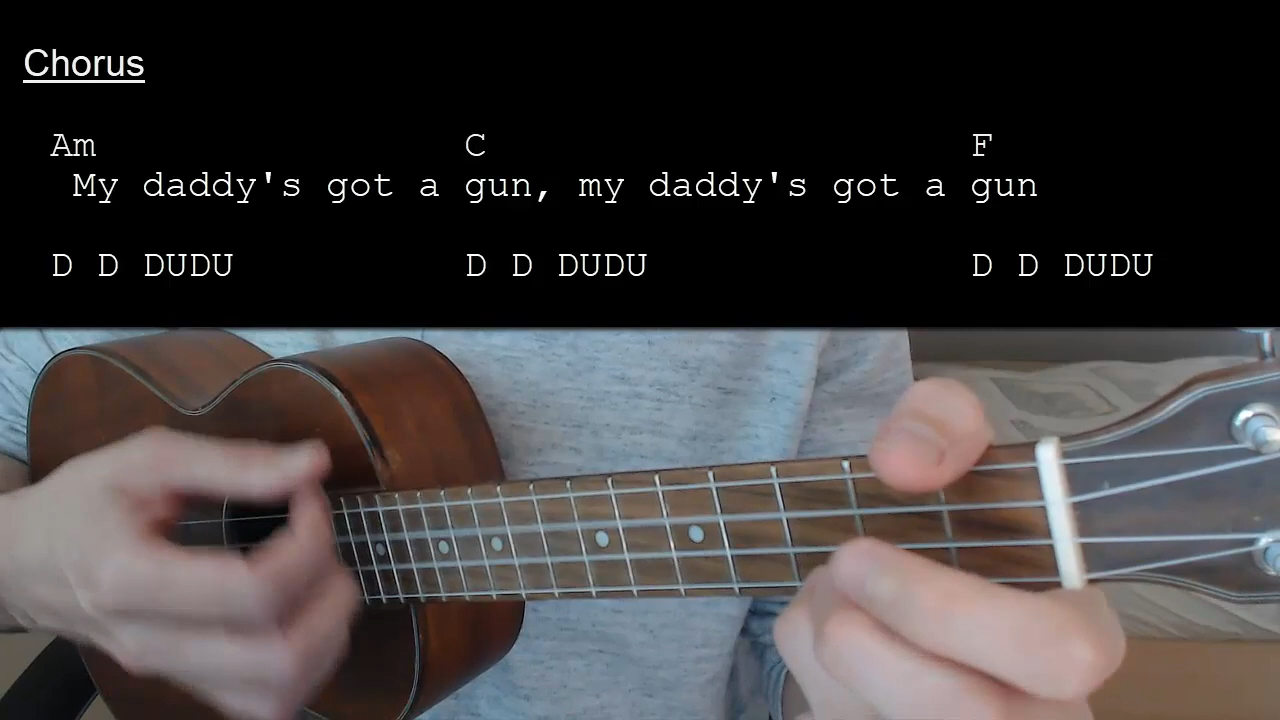 Chorus
Am C F
My daddy's got a gun, my daddy's got a gun
D D DUDU D D DUDU D D DUDU